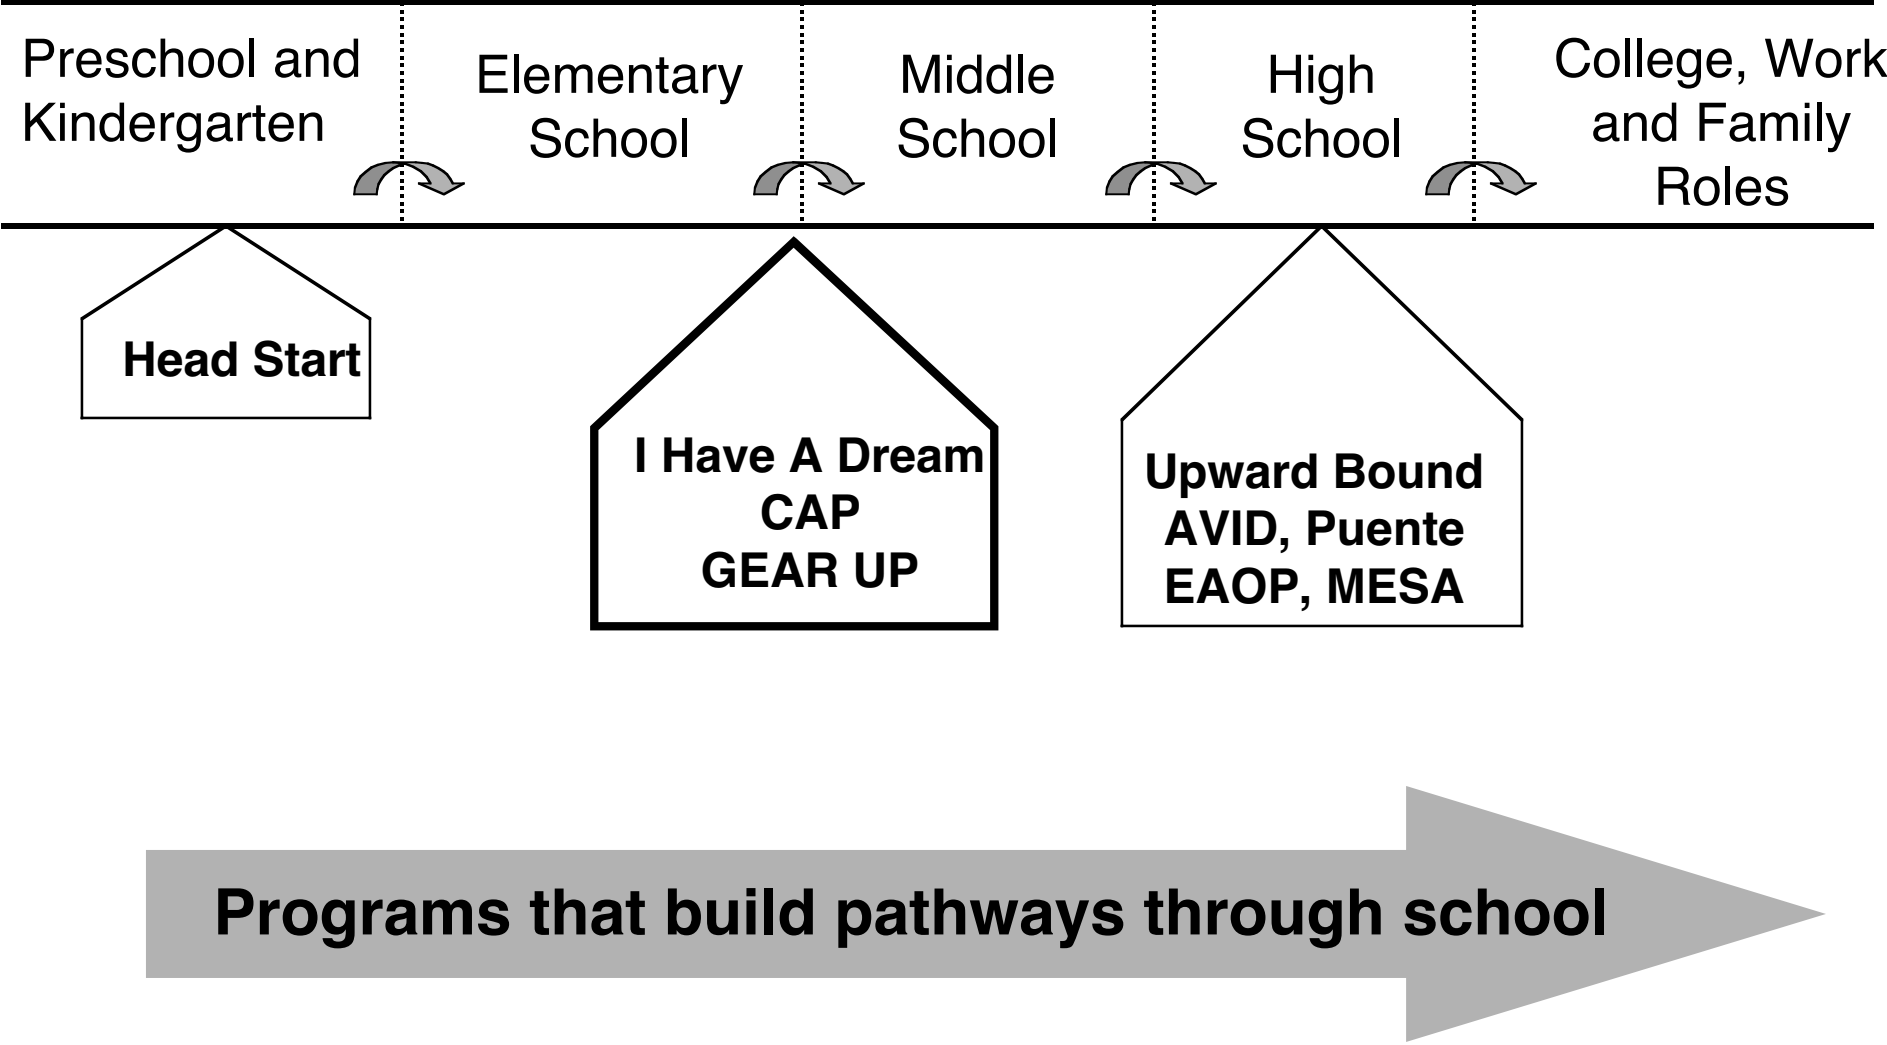 Preschool and
Kindergarten
Elementary
School
Middle
School
High
School
College, Work
and Family
Roles
Head Start
I Have A Dream
CAP
GEAR UP
Upward Bound
AVID, Puente
EAOP, MESA
Programs that build pathways through school